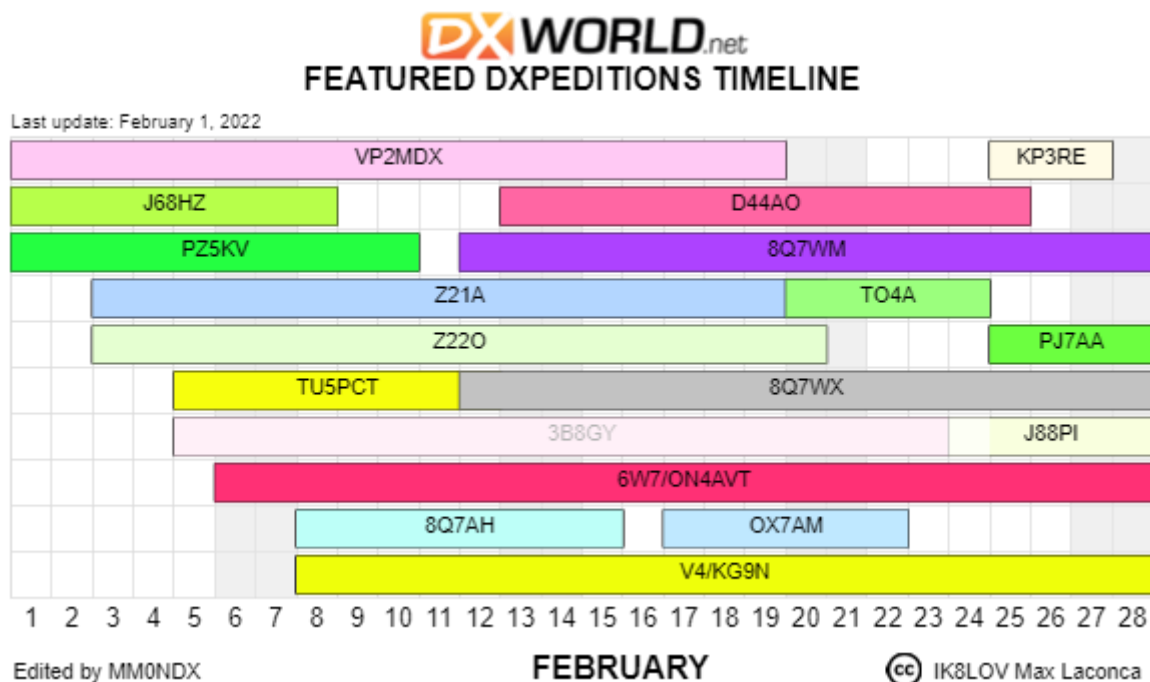 DXWORLD.net
FEATURED DXPEDITIONS TIMELINE
Last update: February 1, 2022
VP2MDX KP3RE
J68HZ D44AO
PZ5KV 8Q7WM
Z21A TO4A
Z22O PJ7AA
TU5PCT 8Q7WX
3B8GY J88PI
6W7/ON4AVT
8Q7AH OX7AM
V4/KG9N
1 2 3 4 5 6 7 8 9 10 11 12 13 14 15 16 17 18 19 20 21 22 23 24 25 26 27 28
Edited by MM0NDX FEBRUARY cc IK8LOV Max Laconca